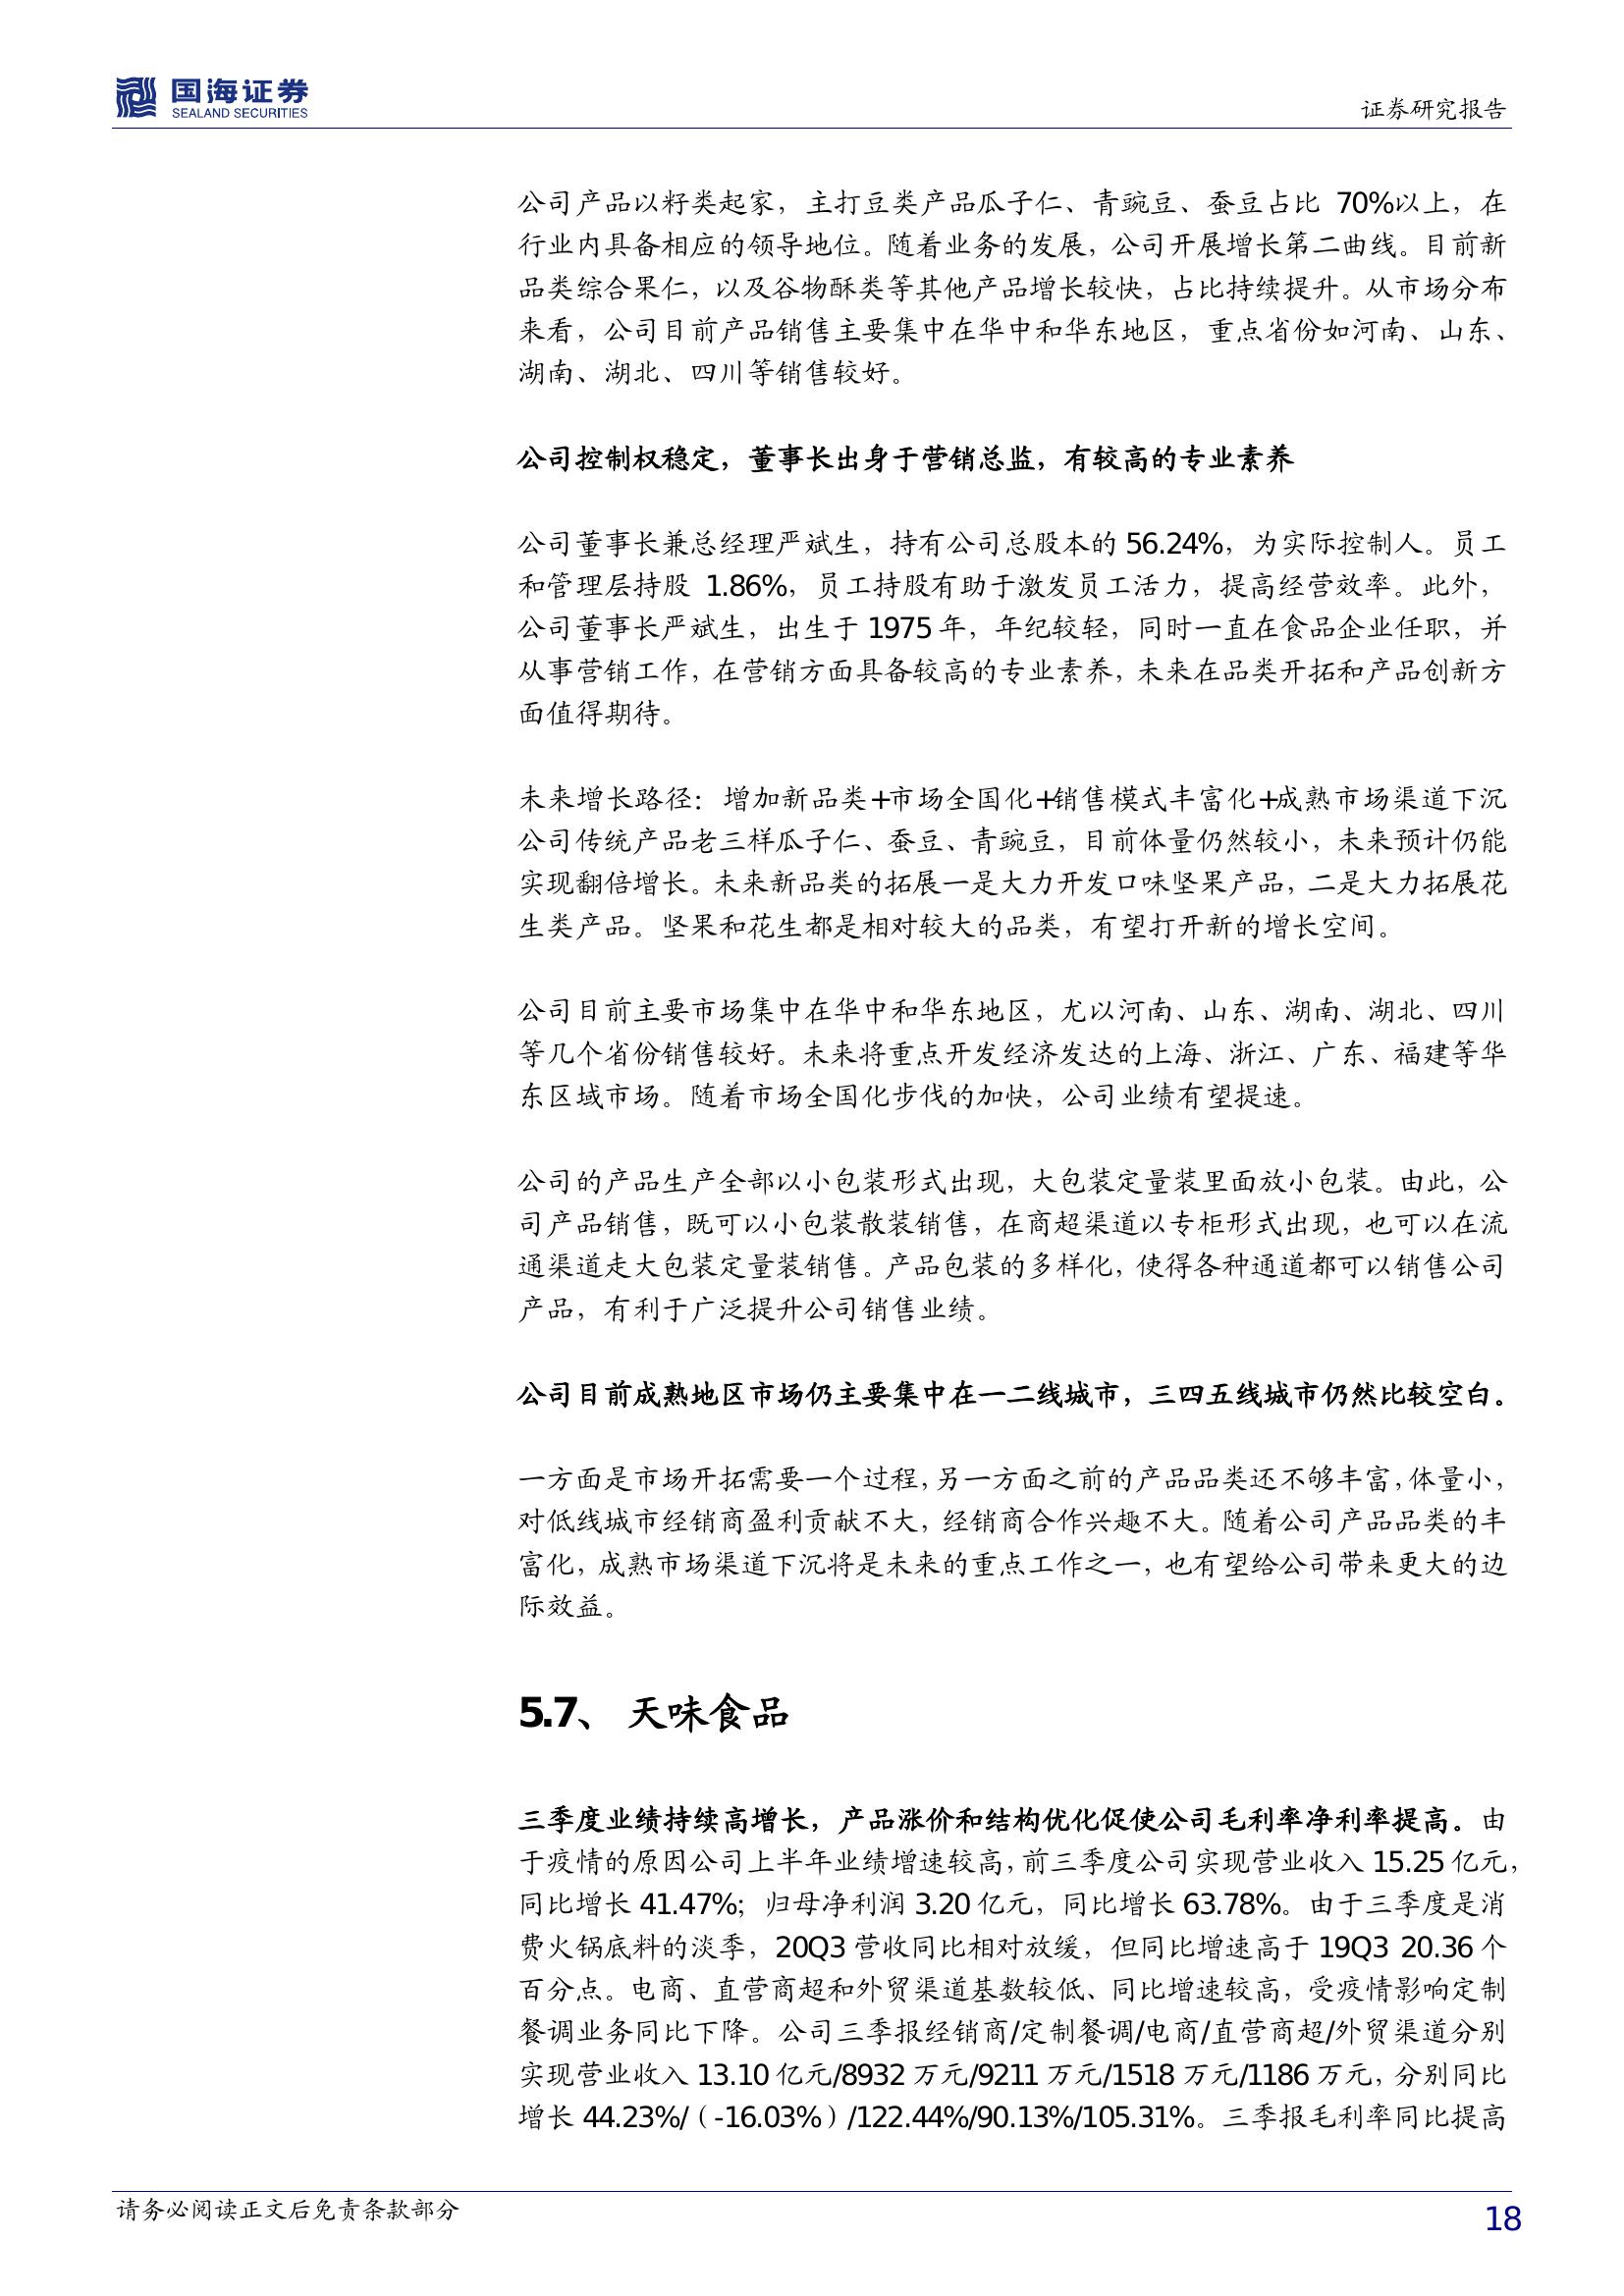 国海证券
SEALAND SECURITIES
证券研究报告
公司产品以籽类起家，主打豆类产品瓜子仁、青豌豆、蚕豆占比 70%以上，在
行业内具备相应的领导地位。随着业务的发展，公司开展增长第二曲线。目前新
品类综合果仁，以及谷物酥类等其他产品增长较快，占比持续提升。从市场分布
来看，公司目前产品销售主要集中在华中和华东地区，重点省份如河南、山东、
湖南、湖北、四川等销售较好。
公司控制权稳定，董事长出身于营销总监，有较高的专业素养
公司董事长兼总经理严斌生，持有公司总股本的 56.24%，为实际控制人。员工
和管理层持股 1.86%，员工持股有助于激发员工活力，提高经营效率。此外，
公司董事长严斌生，出生于 1975 年，年纪较轻，同时一直在食品企业任职，并
从事营销工作，在营销方面具备较高的专业素养，未来在品类开拓和产品创新方
面值得期待。
未来增长路径：增加新品类+市场全国化+销售模式丰富化+成熟市场渠道下沉
公司传统产品老三样瓜子仁、蚕豆、青豌豆，目前体量仍然较小，未来预计仍能
实现翻倍增长。未来新品类的拓展一是大力开发口味坚果产品，二是大力拓展花
生类产品。坚果和花生都是相对较大的品类，有望打开新的增长空间。
公司目前主要市场集中在华中和华东地区，尤以河南、山东、湖南、湖北、四川
等几个省份销售较好。未来将重点开发经济发达的上海、浙江、广东、福建等华
东区域市场。随着市场全国化步伐的加快，公司业绩有望提速。
公司的产品生产全部以小包装形式出现，大包装定量装里面放小包装。由此，公
司产品销售，既可以小包装散装销售，在商超渠道以专柜形式出现，也可以在流
通渠道走大包装定量装销售。产品包装的多样化，使得各种通道都可以销售公司
产品，有利于广泛提升公司销售业绩。
公司目前成熟地区市场仍主要集中在一二线城市，三四五线城市仍然比较空白。
一方面是市场开拓需要一个过程，另一方面之前的产品品类还不够丰富，体量小，
对低线城市经销商盈利贡献不大，经销商合作兴趣不大。随着公司产品品类的丰
富化，成熟市场渠道下沉将是未来的重点工作之一，也有望给公司带来更大的边
际效益。
5.7、 天味食品
三季度业绩持续高增长，产品涨价和结构优化促使公司毛利率净利率提高。由
于疫情的原因公司上半年业绩增速较高，前三季度公司实现营业收入 15.25 亿元，
同比增长 41.47%；归母净利润 3.20 亿元，同比增长 63.78%。由于三季度是消
费火锅底料的淡季，20Q3 营收同比相对放缓，但同比增速高于 19Q3 20.36 个
百分点。电商、直营商超和外贸渠道基数较低、同比增速较高，受疫情影响定制
餐调业务同比下降。公司三季报经销商/定制餐调/电商/直营商超/外贸渠道分别
实现营业收入 13.10 亿元/8932 万元/9211 万元/1518 万元/1186 万元，分别同比
增长 44.23%/（-16.03%）/122.44%/90.13%/105.31%。三季报毛利率同比提高
请务必阅读正文后免责条款部分
18